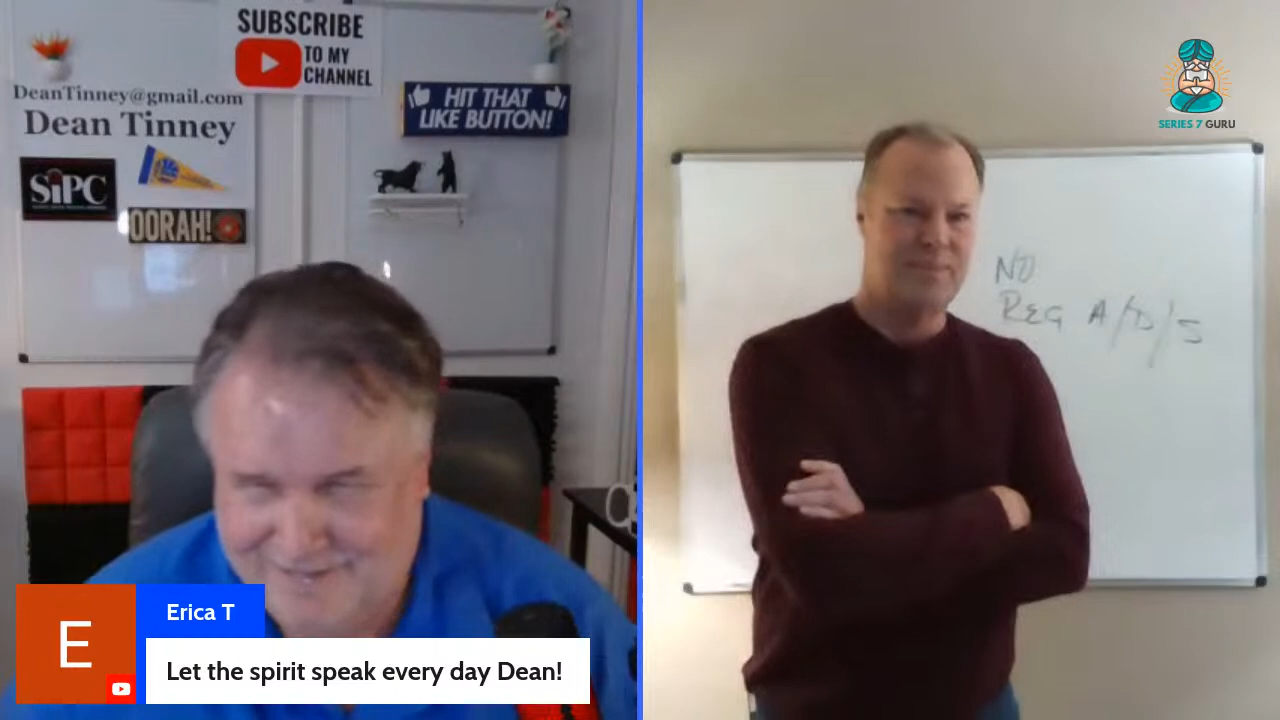 SUBSCRIBE
TO MY
CHANNEL
DeanTinney@gmail.com
Dean Tinney
HIT THAT
LIKE BUTTON!
SiPC
OORAH!
SERIES 7 GURU
NO
REG A/D/S
E
Erica T
Let the spirit speak every day Dean!